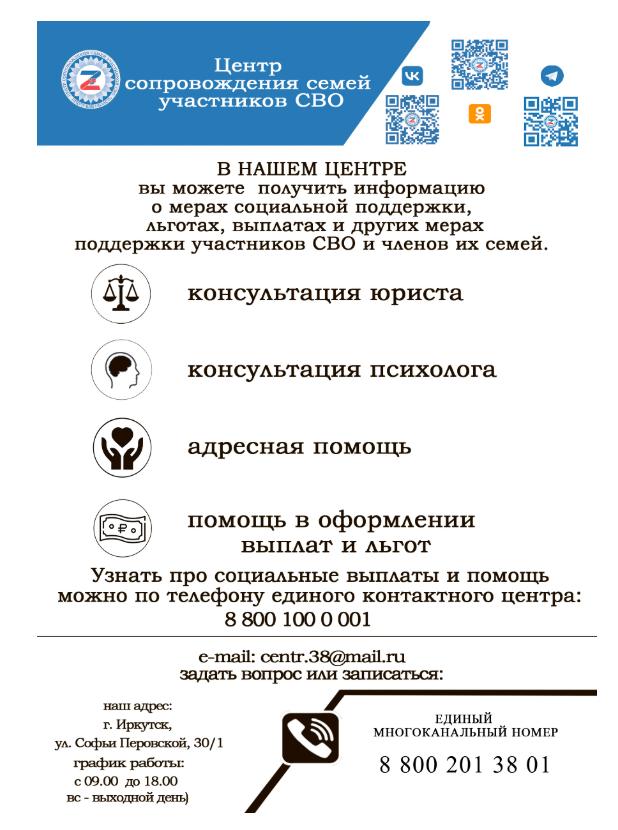 Центр
сопровождения семей
участников СВО
В НАШЕМ ЦЕНТРЕ
вы можете получить информацию
о мерах социальной поддержки,
льготах, выплатах и других мерах
поддержки участников СВО и членов их семей.
консультация юриста
консультация психолога
адресная помощь
помощь в оформлении
выплат и льгот
Узнать про социальные выплаты и помощь
можно по телефону единого контактного центра:
8 800 100 0 001
e-mail: centr.38@mail.ru
задать вопрос или записаться:
наш адрес:
г. Иркутск,
ул. Софьи Перовской, 30/1
график работы:
с 09.00 до 18.00
вс - выходной день)
ЕДИНЫЙ
МНОГОКАНАЛЬНЫЙ НОМЕР
8 800 201 38 01